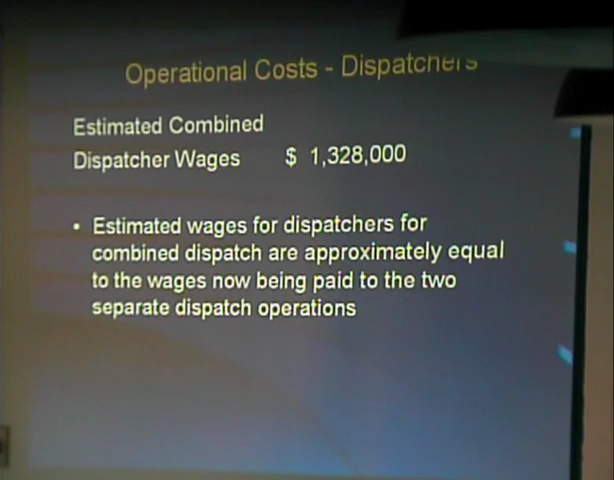 Operational Costs - Dispatchers
Estimated Combined
Dispatcher Wages $ 1,328,000
• Estimated wages for dispatchers for
combined dispatch are approximately equal
to the wages now being paid to the two
separate dispatch operations